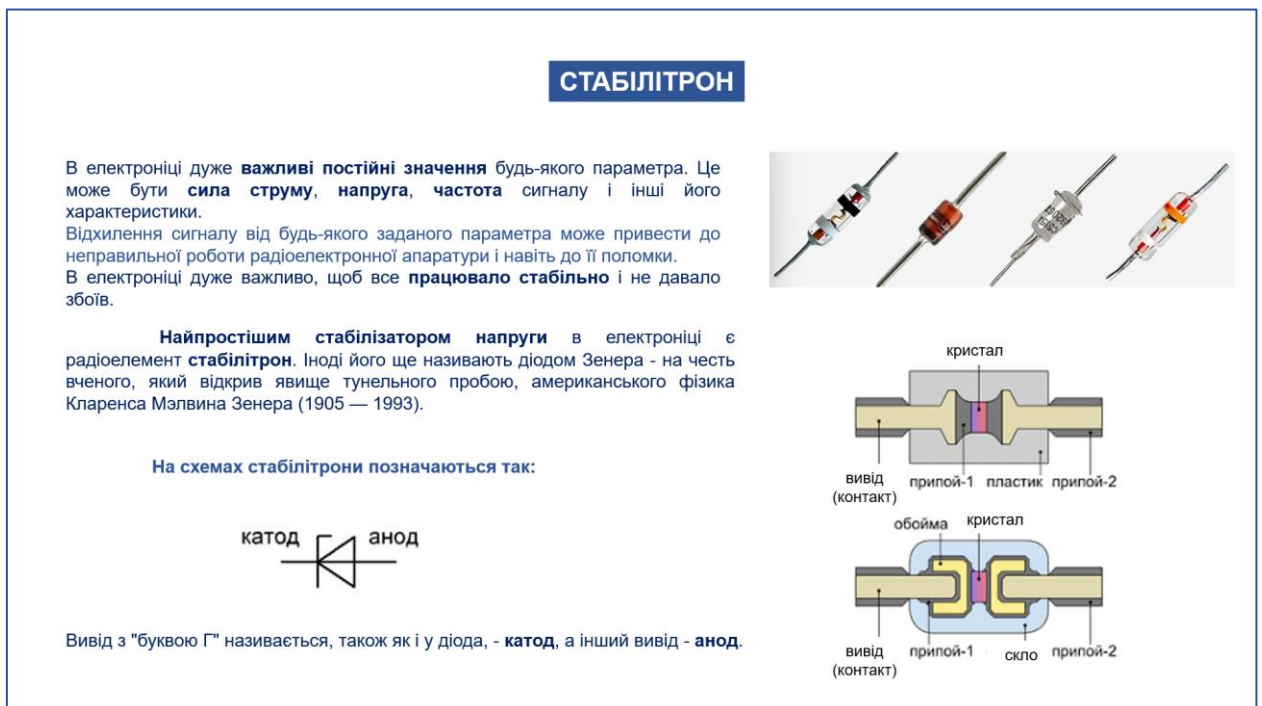 СТАБІЛІТРОН
В електроніці дуже важливі постійні значення будь-якого параметра. Це
може бути сила струму, напруга, частота сигналу і інші його
характеристики.
Відхилення сигналу від будь-якого заданого параметра може привести до
неправильної роботи радіоелектронної апаратури і навіть до її поломки.
В електроніці дуже важливо, щоб все працювало стабільно і не давало
збоїв.
Найпростішим стабілізатором напруги в електроніці є
радіоелемент стабілітрон. Іноді його ще називають діодом Зенера - на честь
вченого, який відкрив явище тунельного пробою, американського фізика
Кларенса Мэлвина Зенера (1905 — 1993).
На схемах стабілітрони позначаються так:
катод анод
Вивід з "буквою Г" називається, також як і у діода, - катод, а інший вивід - анод.
кристал
вивід
(контакт)
припой-1 пластик припой-2
обойма кристал
вивід
(контакт)
припой-1 скло припой-2